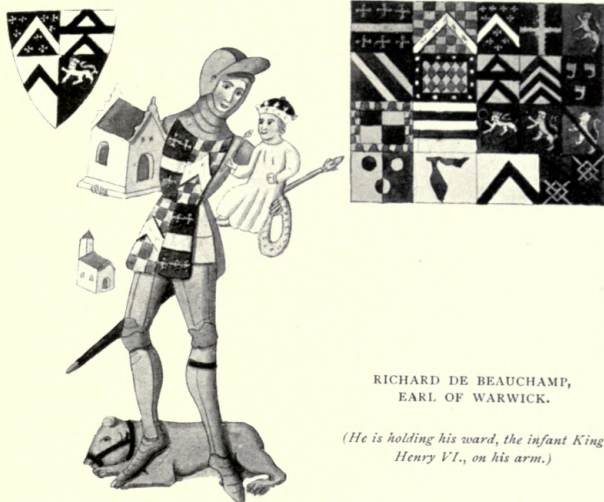 RICHARD DE BEAUCHAMP,
EARL OF WARWICK.
(He is holding his ward, the infant King
Henry VI., on his arm.)